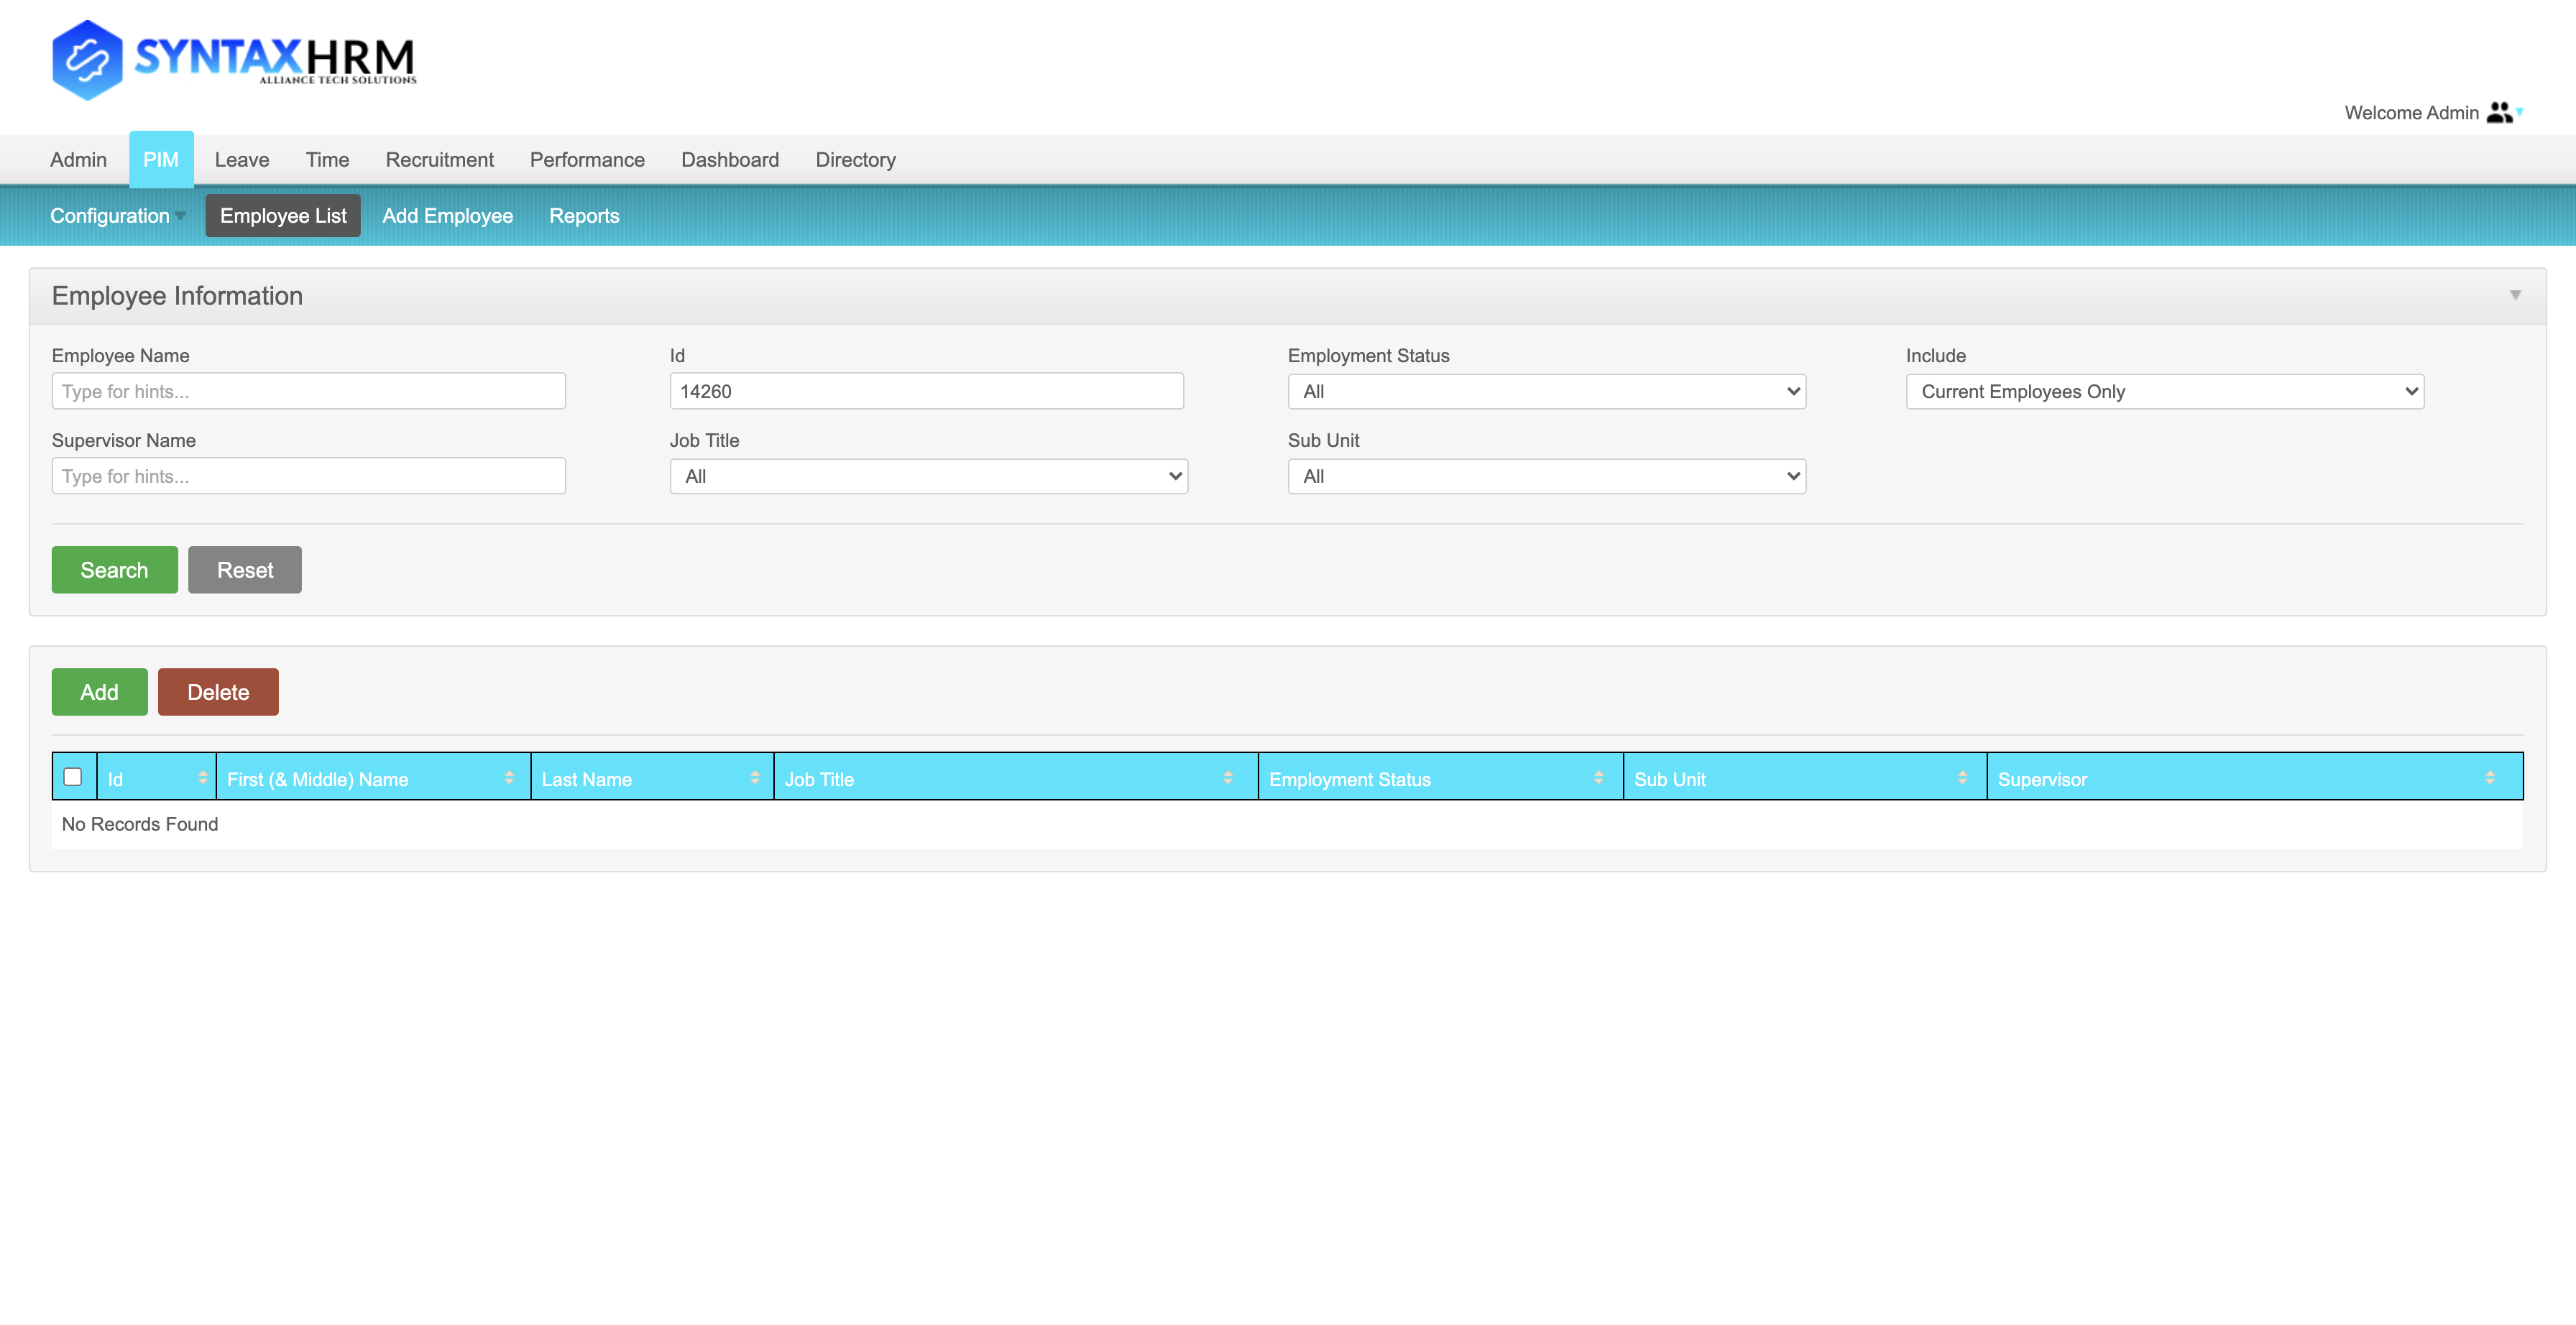 SYNTAXHRM
ALLIANCE TECH SOLUTIONS
Welcome Admin
Admin PIM Leave Time Recruitment Performance Dashboard Directory
Configuration Employee List Add Employee Reports
Employee Information
Employee Name Id Employment Status Include
Type for hints... 14260 All Current Employees Only
Supervisor Name Job Title Sub Unit
Type for hints... All All
Search Reset
Add Delete
Id First (& Middle) Name Last Name Job Title Employment Status Sub Unit Supervisor
No Records Found